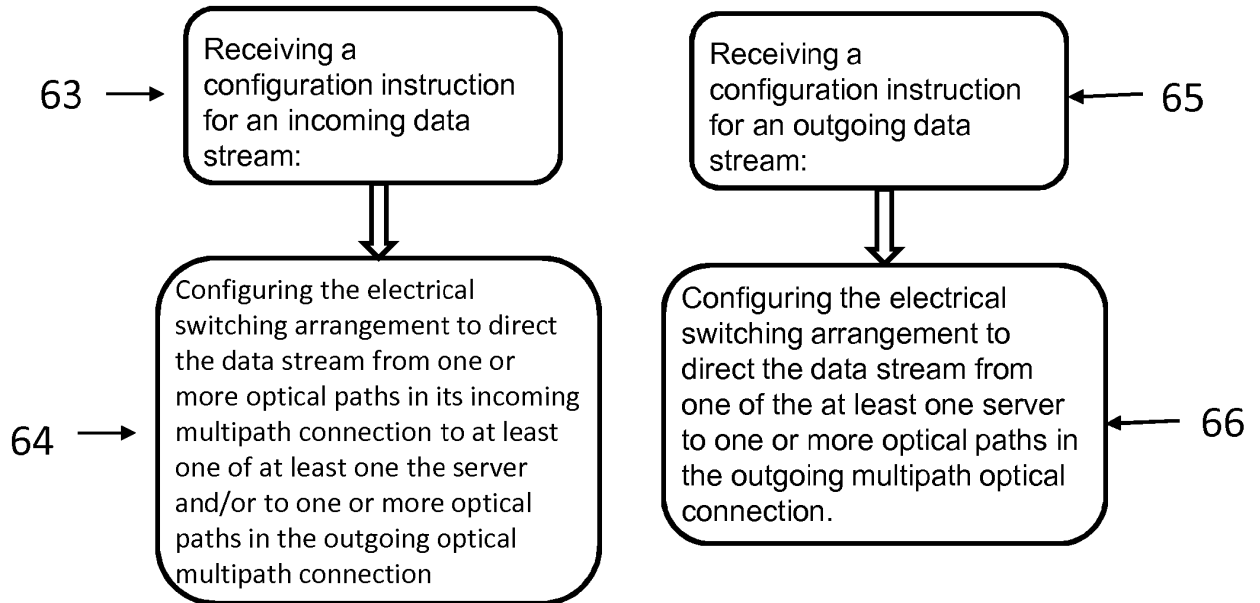 63
Receiving a
configuration instruction
for an incoming data
stream:
Receiving a
configuration instruction
for an outgoing data
stream:
65
64
Configuring the electrical
switching arrangement to direct
the data stream from one or
more optical paths in its incoming
multipath connection to at least
one of at least one the server
and/or to one or more optical
paths in the outgoing optical
multipath connection
Configuring the electrical
switching arrangement to
direct the data stream from
one of the at least one server
to one or more optical paths in
the outgoing multipath optical
connection.
66